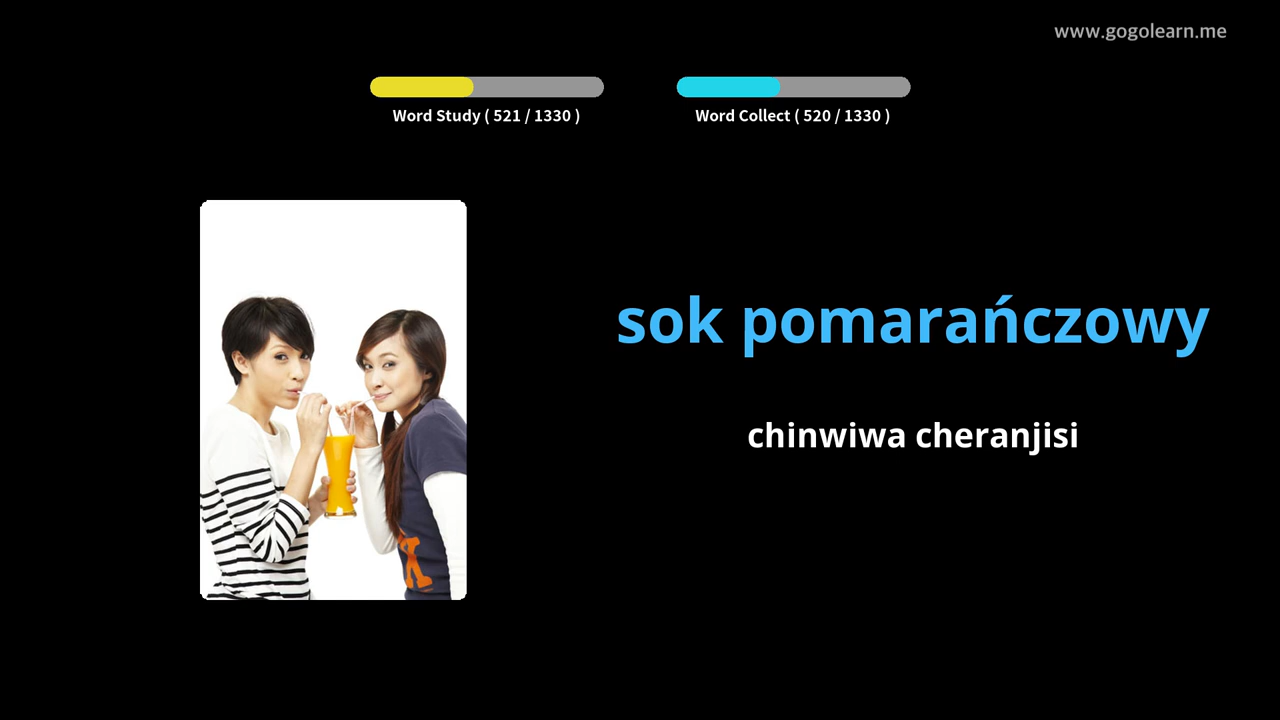 www.gogolearn.me
Word Study ( 521 / 1330 )
Word Collect ( 520 / 1330 )
sok pomarańczowy
chinwiwa cheranjisi